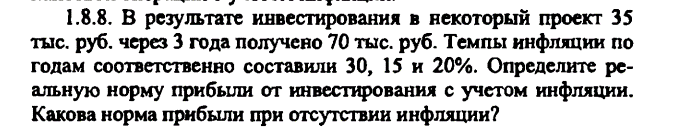 1.8.8. В результате инвестирования в некоторый проект 35
тыс. руб. через 3 года получено 70 тыс. руб. Темпы инфляции по
годам соответственно составили 30, 15 и 20%. Определите ре-
альную норму прибыли от инвестирования с учетом инфляции.
Какова норма прибыли при отсутствии инфляции?